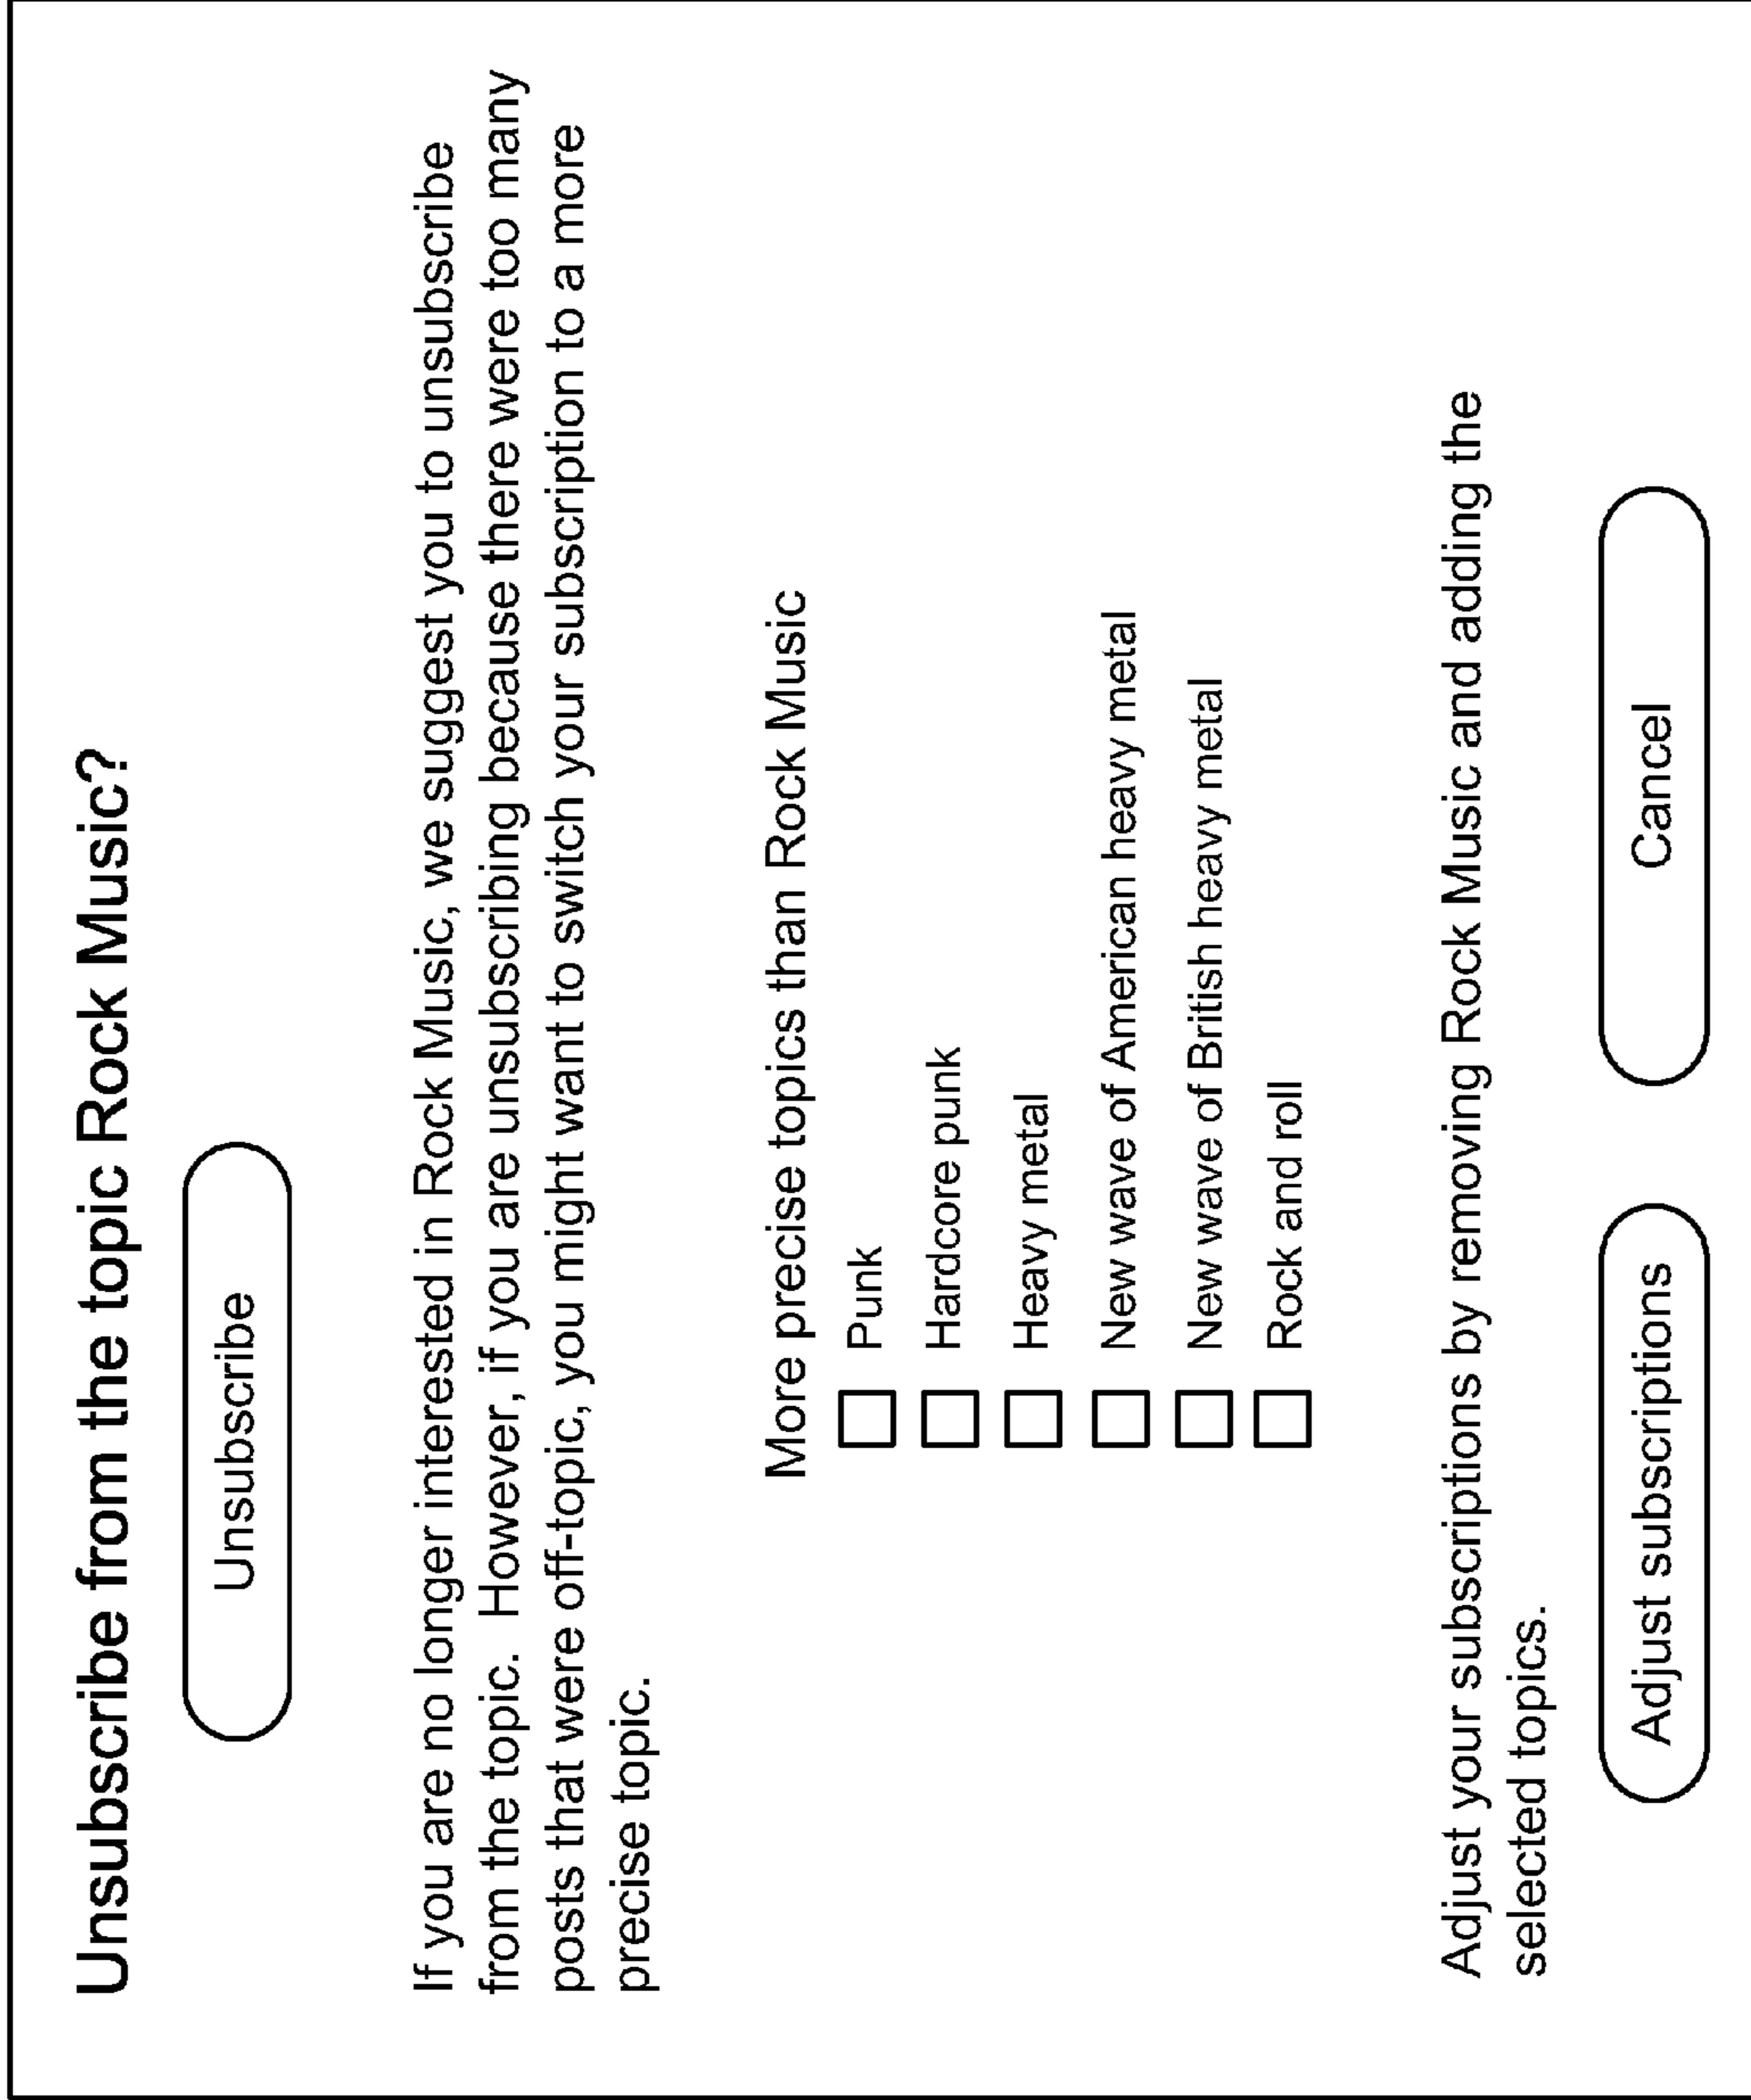 Unsubscribe from the topic Rock Music?
Unsubscribe
If you are no longer interested in Rock Music, we suggest you to unsubscribe
from the topic.  However, if you are unsubscribing because there were too many
posts that were off-topic, you might want to switch your subscription to a more
precise topic.
More precise topics than Rock Music
Punk
Hardcore punk
Heavy metal
New wave of American heavy metal
New wave of British heavy metal
Rock and roll
Adjust your subscriptions by removing Rock Music and adding the
selected topics.
Adjust subscriptions
Cancel